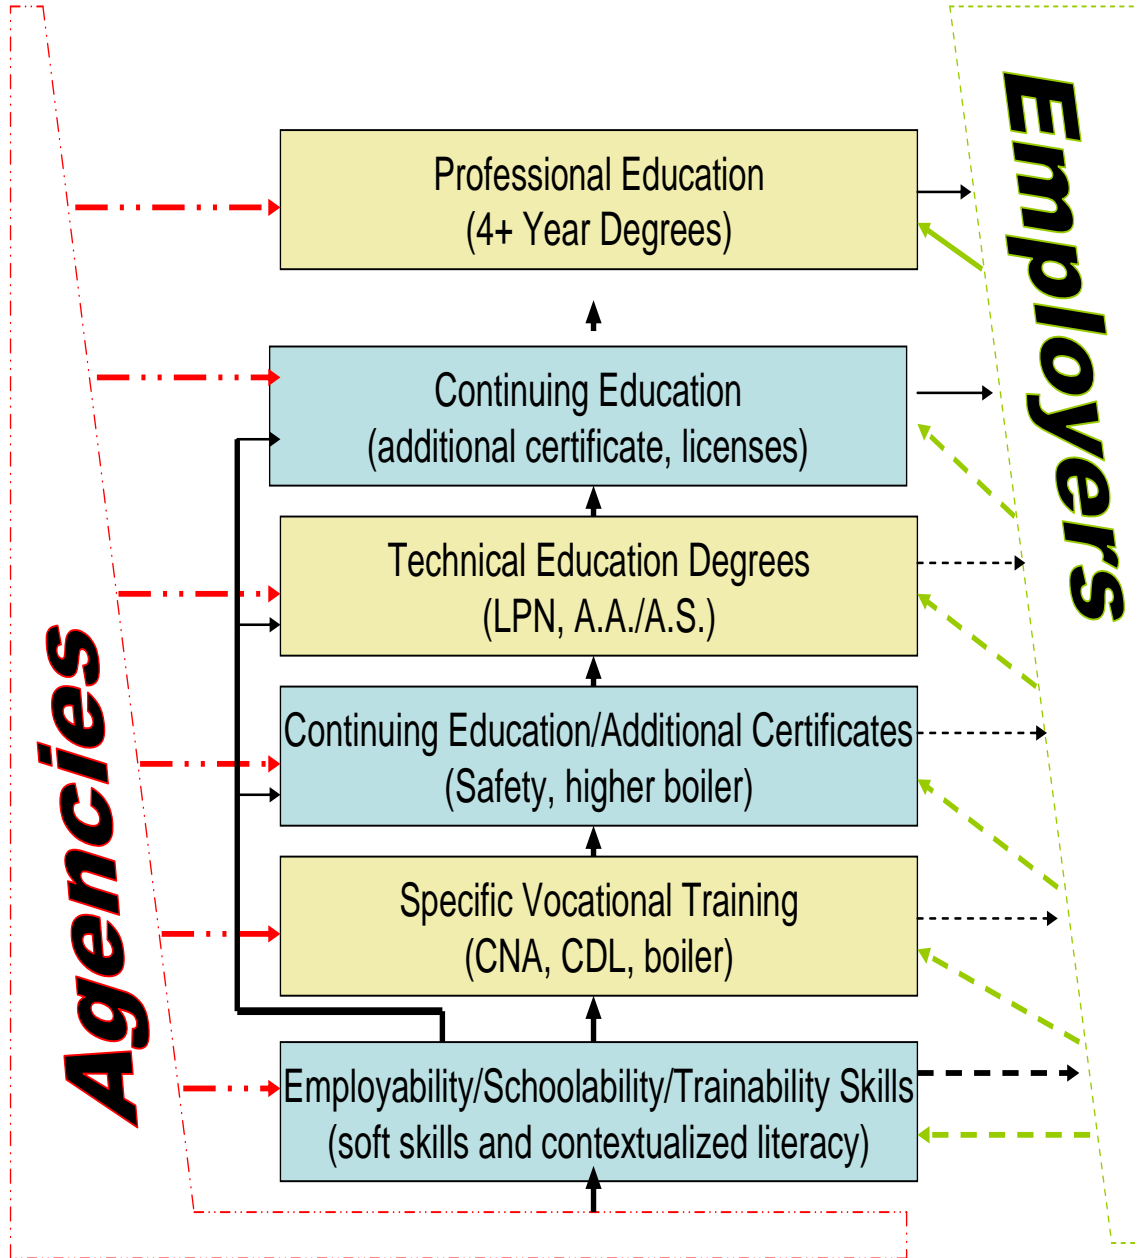 Employers
Professional Education
(4+ Year Degrees)
Continuing Education
(additional certificate, licenses)
Technical Education Degrees
(LPN, A.A./A.S.)
Agencies
Continuing Education/Additional Certificates
(Safety, higher boiler)
Specific Vocational Training
(CNA, CDL, boiler)
Employability/Schoolability/Trainability Skills
(soft skills and contextualized literacy)